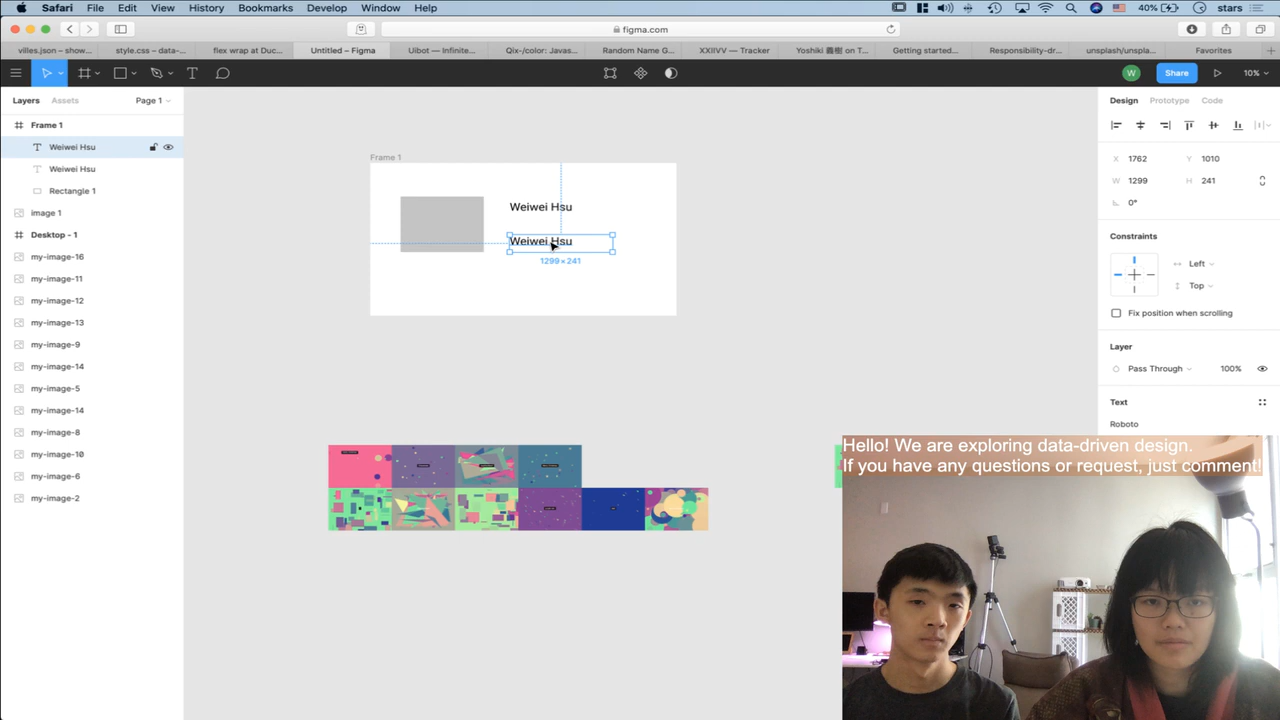 Safari File Edit View History Bookmarks Develop Window Help 40% stars
figma.com
villes.json – show... style.css – data-... flex wrap at Duc... Untitled – Figma Uibot — Infinite... Qix-/color: Javas... Random Name G... XXIIVV — Tracker Yoshiki 義樹 on T... Getting started... Responsibility-dr... unsplash/unspla... Favorites
W Share 10%
Layers Assets Page 1
Design Prototype Code
Frame 1
Weiwei Hsu
Weiwei Hsu
Rectangle 1
image 1
Desktop - 1
my-image-16
my-image-11
my-image-12
my-image-13
my-image-9
my-image-14
my-image-5
my-image-14
my-image-8
my-image-10
my-image-6
my-image-2
Frame 1
Weiwei Hsu
Weiwei Hsu
1299 × 241
X 1762 Y 1010
W 1299 H 241
0°
Constraints
Left
Top
Fix position when scrolling
Layer
Pass Through 100%
Text
Roboto
Hello! We are exploring data-driven design.
If you have any questions or request, just comment!